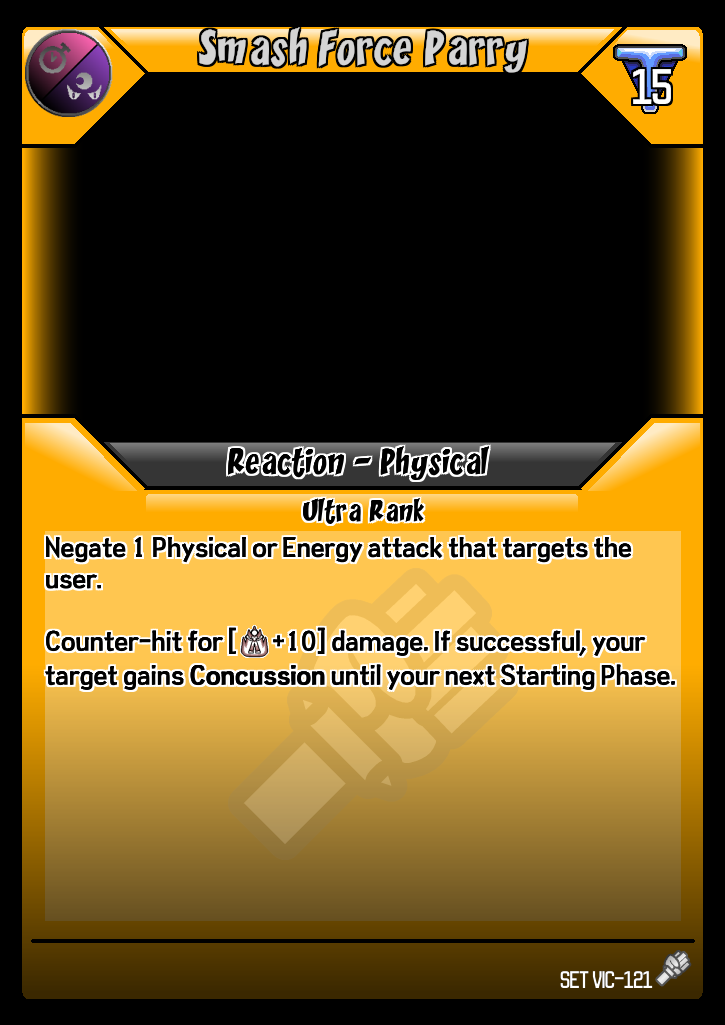 Smash Force Parry
15
Reaction - Physical
Ultra Rank
Negate 1 Physical or Energy attack that targets the
user.
Counter-hit for [ +10] damage. If successful, your
target gains Concussion until your next Starting Phase.
SET VIC-121